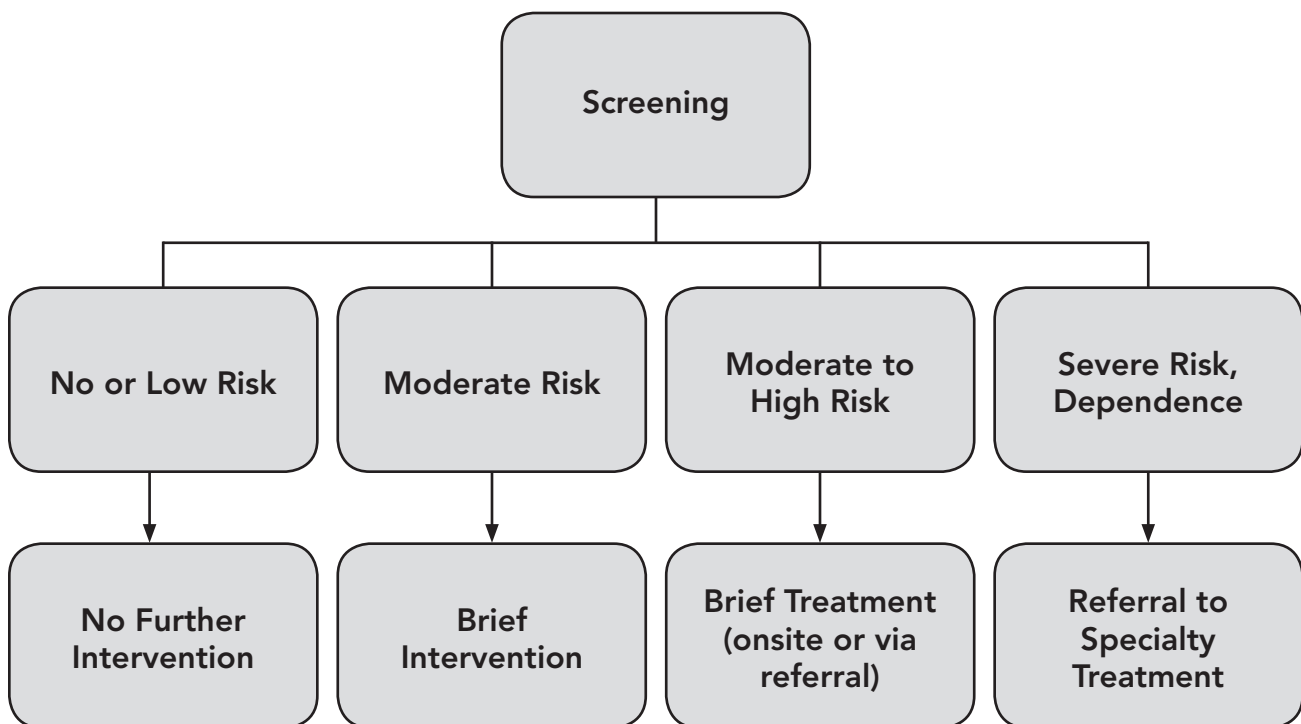 Screening
No or Low Risk
Moderate Risk
Moderate to
High Risk
Severe Risk,
Dependence
No Further
Intervention
Brief
Intervention
Brief Treatment
(onsite or via
referral)
Referral to
Specialty
Treatment